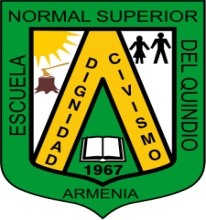 NORMAL SUPERIOR
ESCUELA
DEL QUINDIO
DIGNIDAD
CIVISMO
1967
ARMENIA